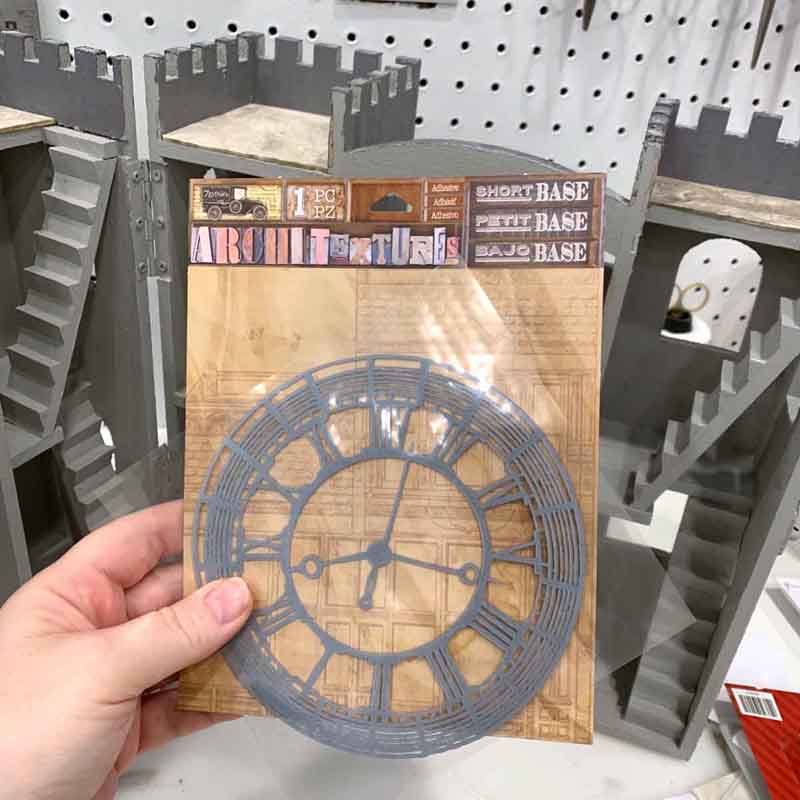 7gypsies
1 PC
PZ
Adhesive
Adhésif
Adhesivo
SHORT BASE
PETIT BASE
BAJO BASE
ARCHITEXTURES